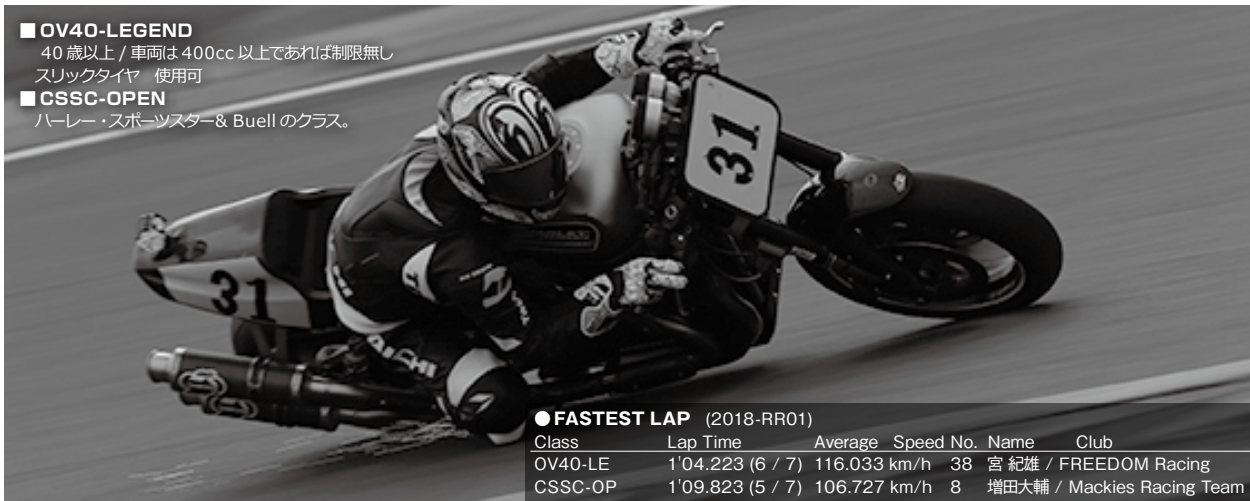 ■ OV40-LEGEND
40 歳以上 / 車両は 400cc 以上であれば制限無し
スリックタイヤ 使用可
■ CSSC-OPEN
ハーレー・スポーツスター& Buell のクラス。
31
31
● FASTEST LAP (2018-RR01)
Class Lap Time Average Speed No. Name Club
OV40-LE 1'04.223 (6 / 7) 116.033 km/h 38 宮 紀雄 / FREEDOM Racing
CSSC-OP 1'09.823 (5 / 7) 106.727 km/h 8 増田大輔 / Mackies Racing Team